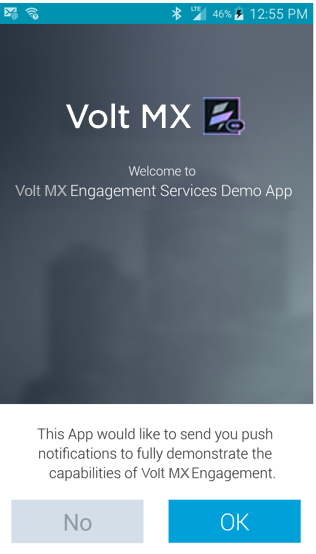 LTE 46% 12:55 PM
Volt MX
Welcome to
Volt MX Engagement Services Demo App
This App would like to send you push
notifications to fully demonstrate the
capabilities of Volt MX Engagement.
No OK